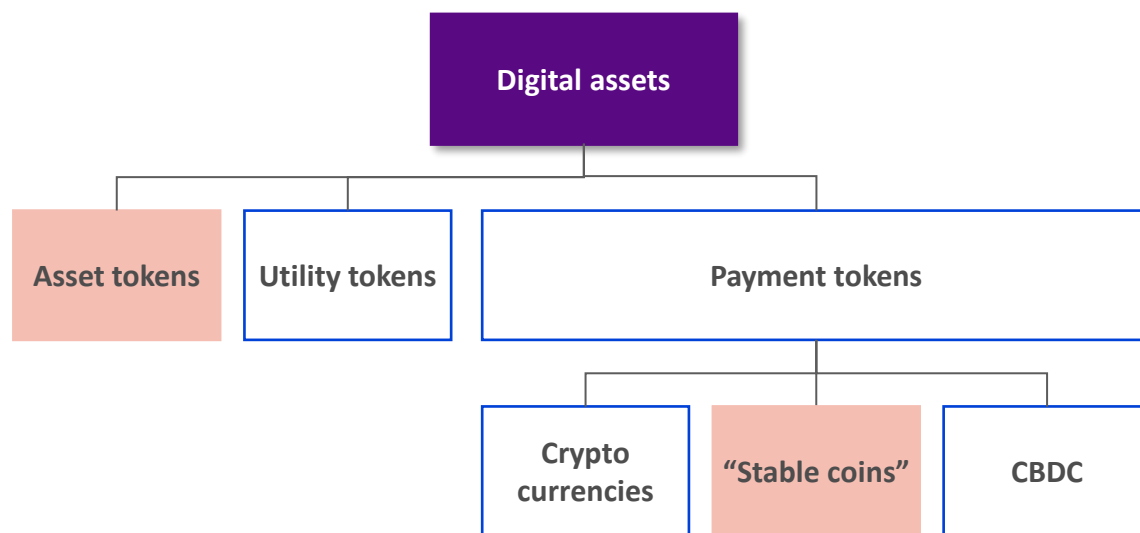 Digital assets
Asset tokens
Utility tokens
Payment tokens
Crypto
currencies
“Stable coins”
CBDC